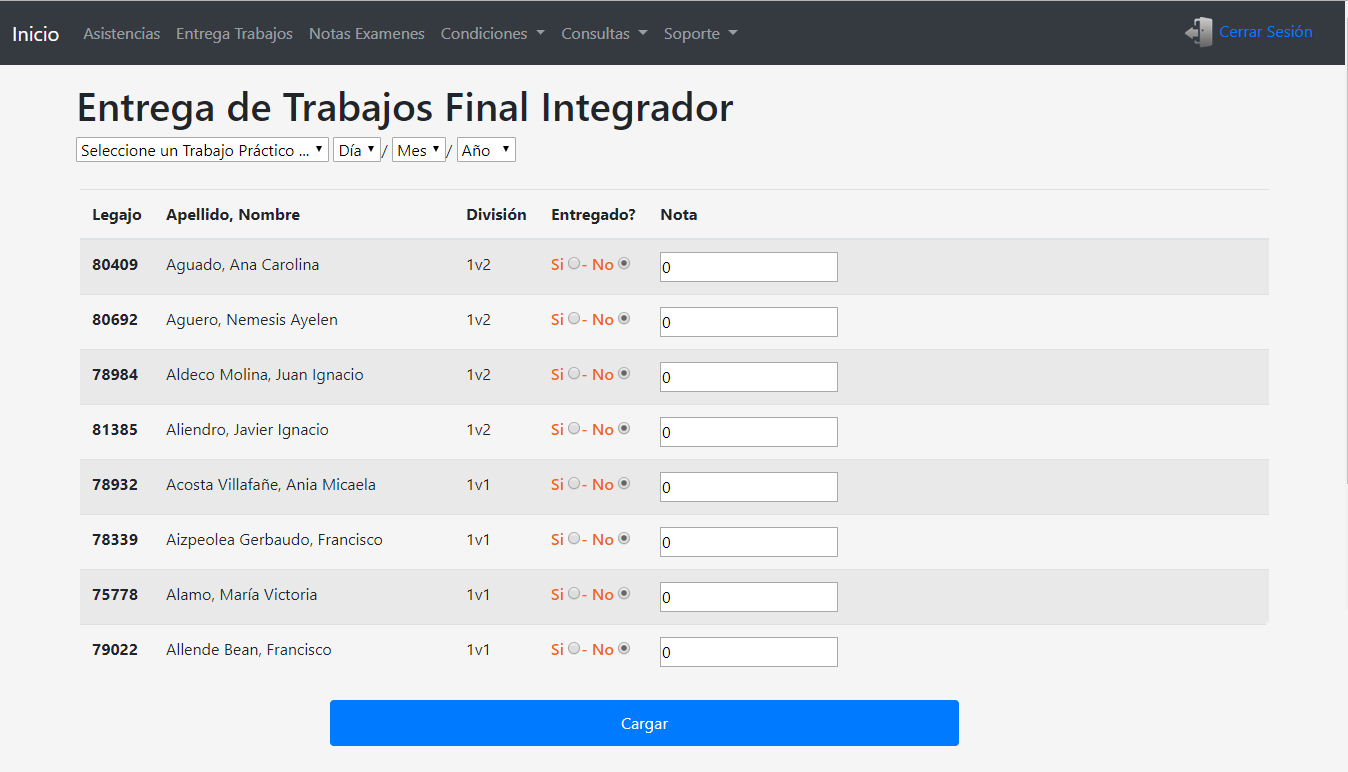 Inicio Asistencias Entrega Trabajos Notas Examenes Condiciones Consultas Soporte Cerrar Sesión
Entrega de Trabajos Final Integrador
Seleccione un Trabajo Práctico ... Día / Mes / Año
Legajo Apellido, Nombre División Entregado? Nota
80409 Aguado, Ana Carolina 1v2 Si - No 0
80692 Aguero, Nemesis Ayelen 1v2 Si - No 0
78984 Aldeco Molina, Juan Ignacio 1v2 Si - No 0
81385 Aliendro, Javier Ignacio 1v2 Si - No 0
78932 Acosta Villafañe, Ania Micaela 1v1 Si - No 0
78339 Aizpeolea Gerbaudo, Francisco 1v1 Si - No 0
75778 Alamo, María Victoria 1v1 Si - No 0
79022 Allende Bean, Francisco 1v1 Si - No 0
Cargar